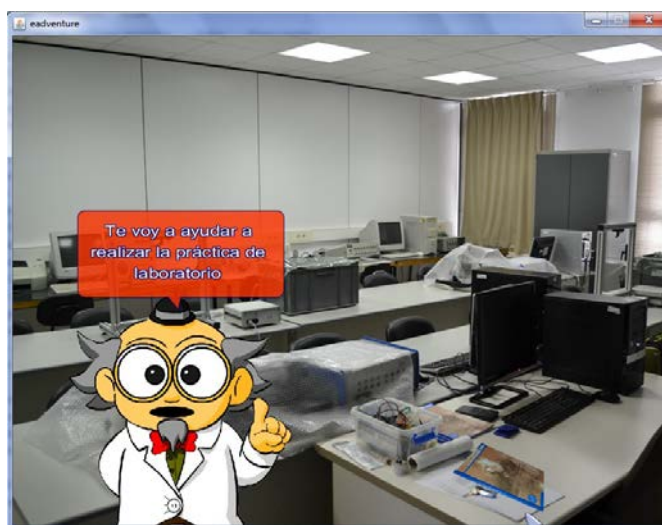 eadventure
Te voy a ayudar a
realizar la práctica de
laboratorio